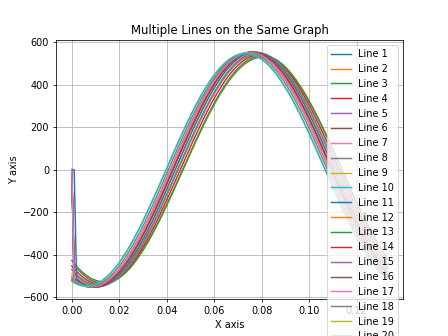 Multiple Lines on the Same Graph
600
400
200
0
−200
−400
−600
Y axis
0.00
0.02
0.04
0.06
0.08
0.10
X axis
Line 1
Line 2
Line 3
Line 4
Line 5
Line 6
Line 7
Line 8
Line 9
Line 10
Line 11
Line 12
Line 13
Line 14
Line 15
Line 16
Line 17
Line 18
Line 19
Line 20